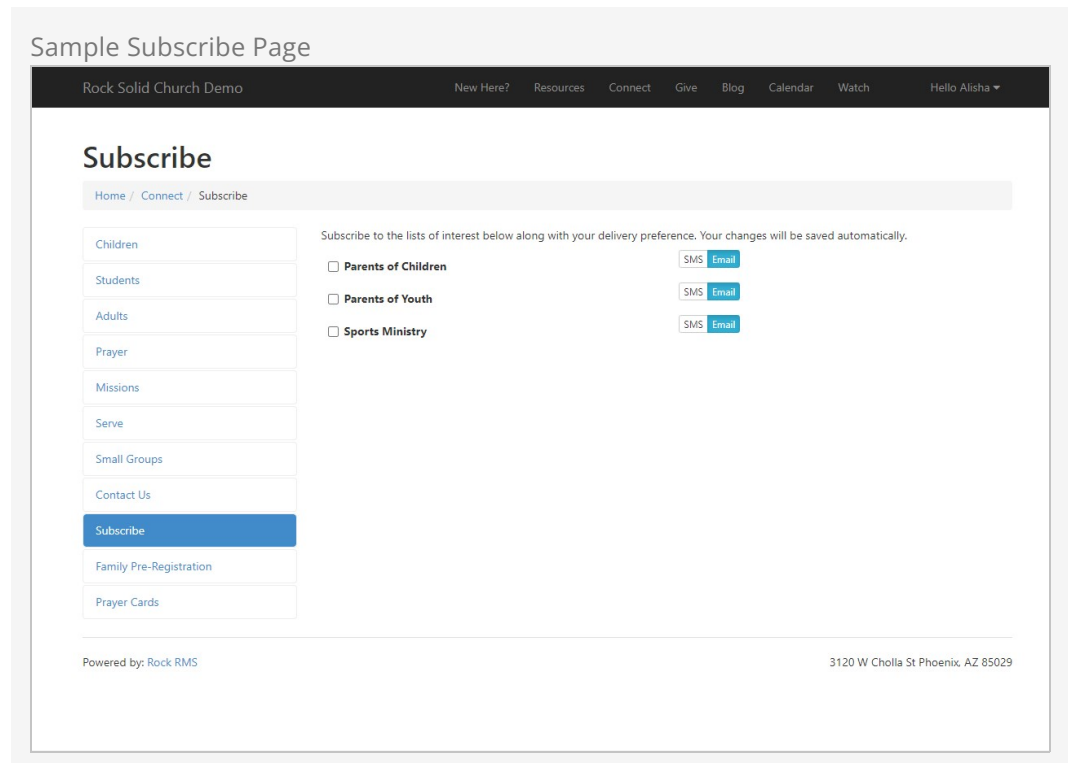 Sample Subscribe Page
Rock Solid Church Demo New Here? Resources Connect Give Blog Calendar Watch Hello Alisha
Subscribe
Home / Connect / Subscribe
Children
Students
Adults
Prayer
Missions
Serve
Small Groups
Contact Us
Subscribe
Family Pre-Registration
Prayer Cards
Subscribe to the lists of interest below along with your delivery preference. Your changes will be saved automatically.
Parents of Children SMS Email
Parents of Youth SMS Email
Sports Ministry SMS Email
Powered by: Rock RMS 3120 W Cholla St Phoenix, AZ 85029